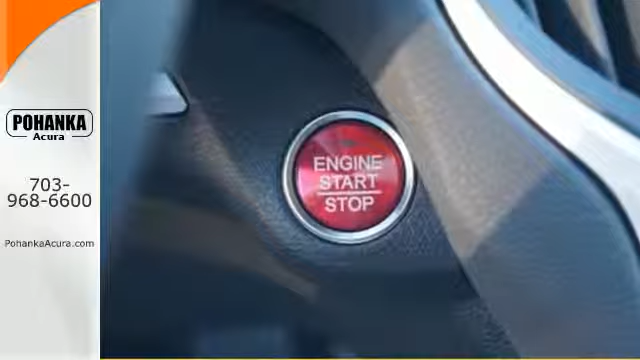 POHANKA
Acura
703-
968-6600
PohankaAcura.com
ENGINE
START
STOP